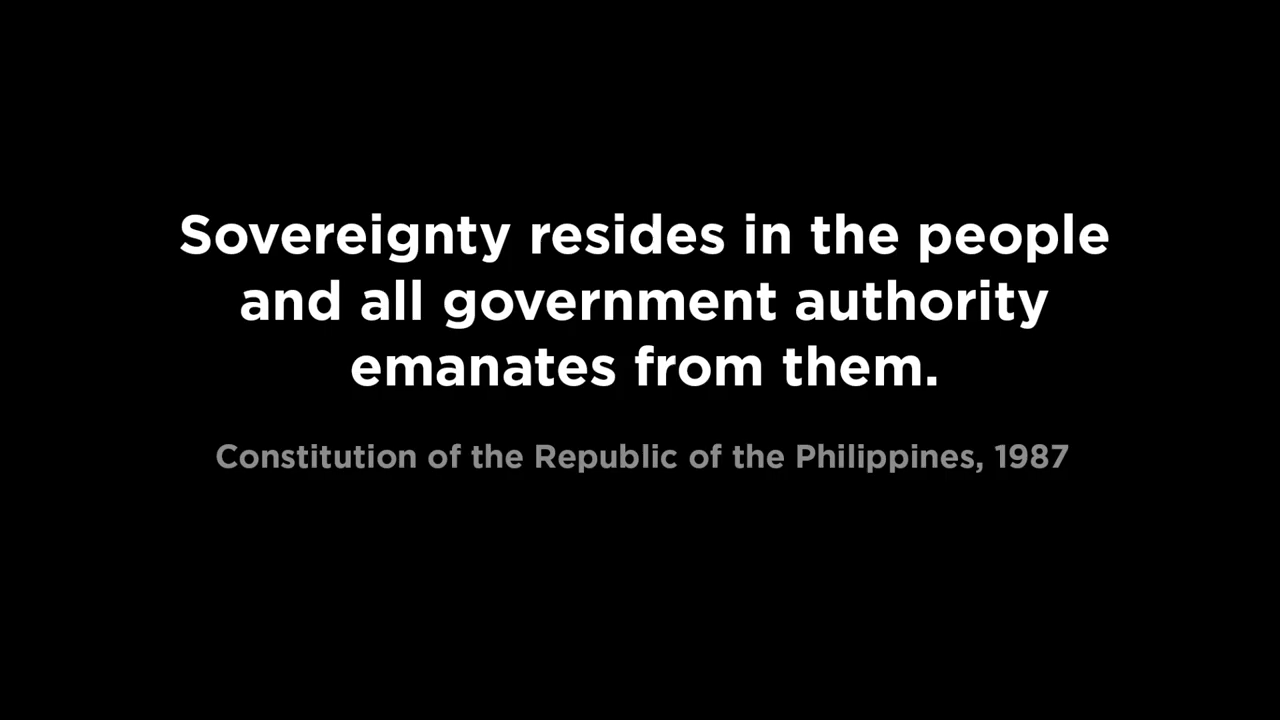 Sovereignty resides in the people
and all government authority
emanates from them.
Constitution of the Republic of the Philippines, 1987